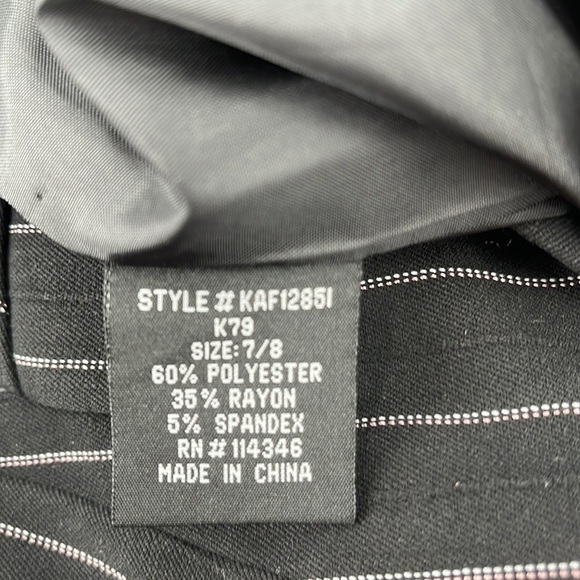 STYLE # KAF12851
K79
SIZE: 7/8
60% POLYESTER
35% RAYON
5% SPANDEX
RN # 114346
MADE IN CHINA